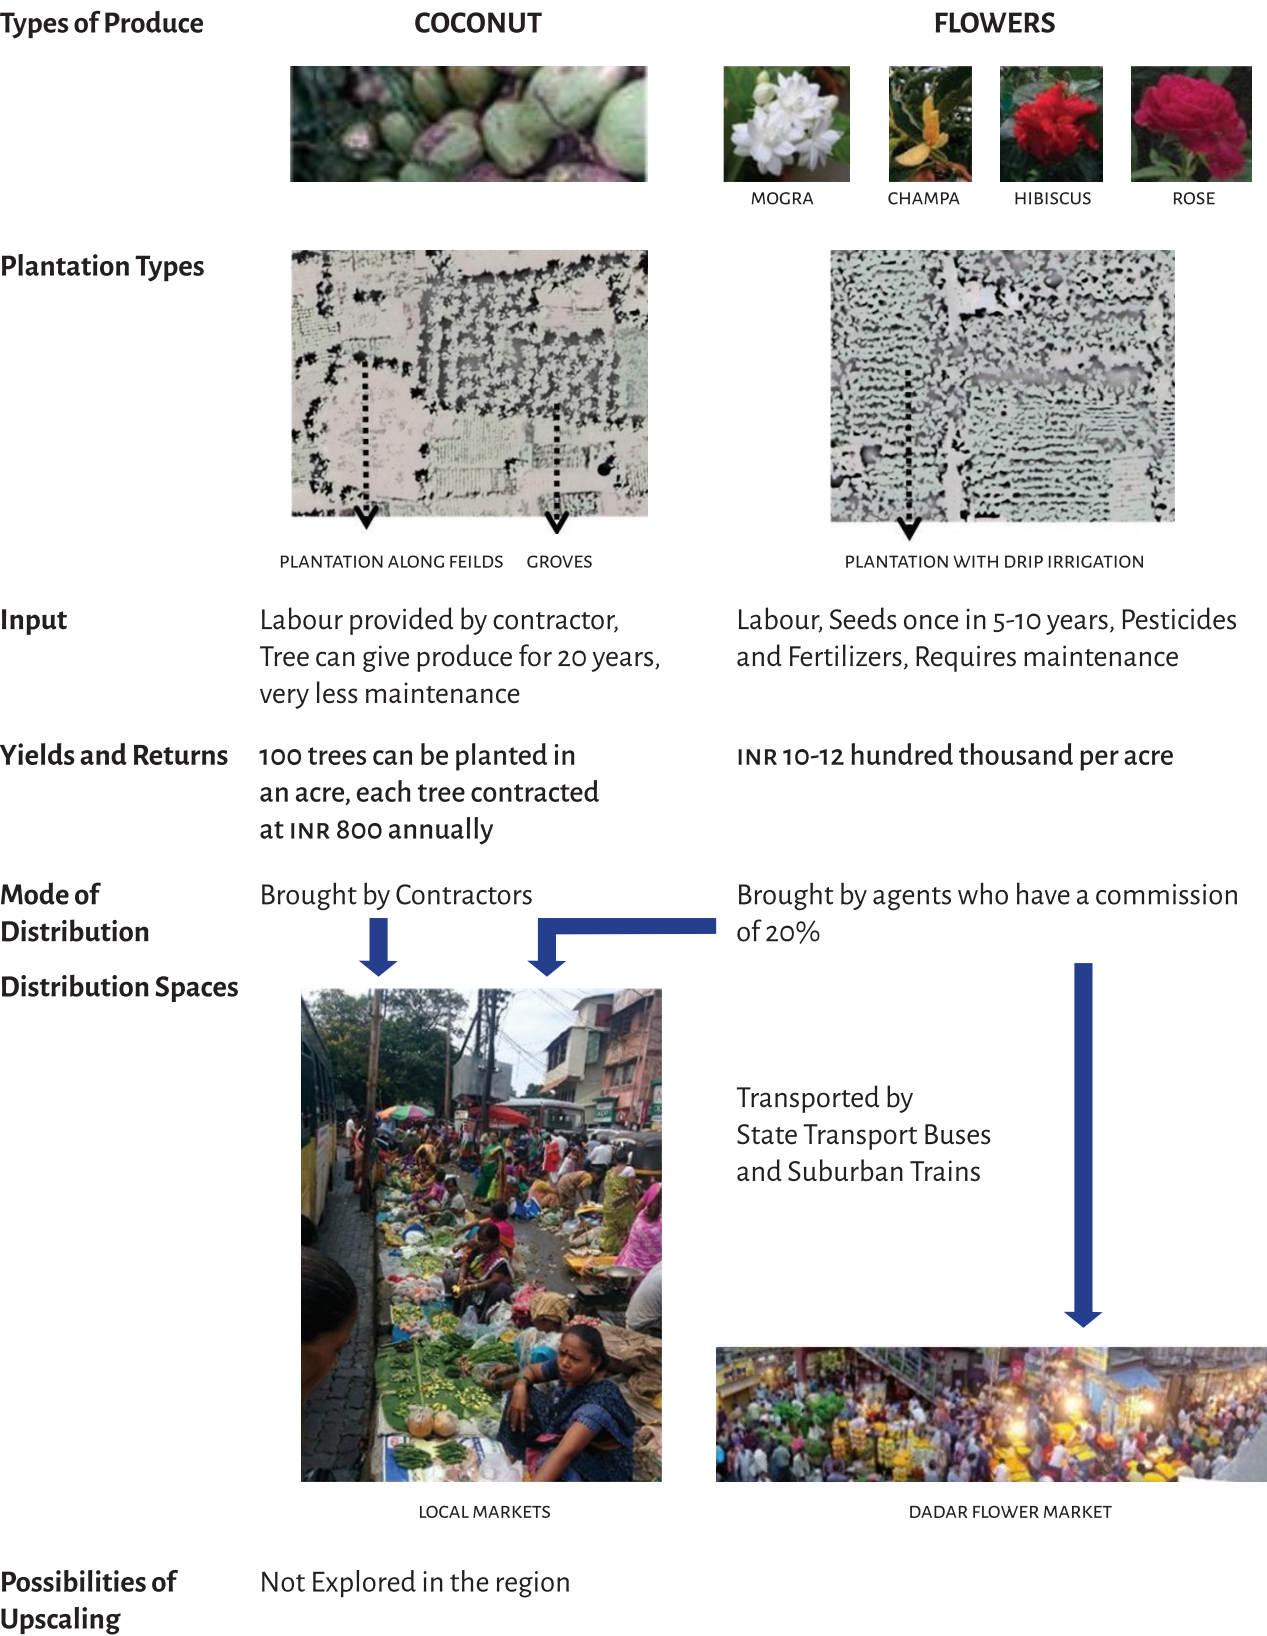 Types of Produce
COCONUT
FLOWERS
MOGRA
CHAMPA
HIBISCUS
ROSE
Plantation Types
PLANTATION ALONG FEILDS
GROVES
PLANTATION WITH DRIP IRRIGATION
Input
Labour provided by contractor,
Tree can give produce for 20 years,
very less maintenance
Labour, Seeds once in 5-10 years, Pesticides
and Fertilizers, Requires maintenance
Yields and Returns
100 trees can be planted in
an acre, each tree contracted
at INR 800 annually
INR 10-12 hundred thousand per acre
Mode of
Distribution
Brought by Contractors
Brought by agents who have a commission
of 20%
Distribution Spaces
Transported by
State Transport Buses
and Suburban Trains
LOCAL MARKETS
DADAR FLOWER MARKET
Possibilities of
Upscaling
Not Explored in the region